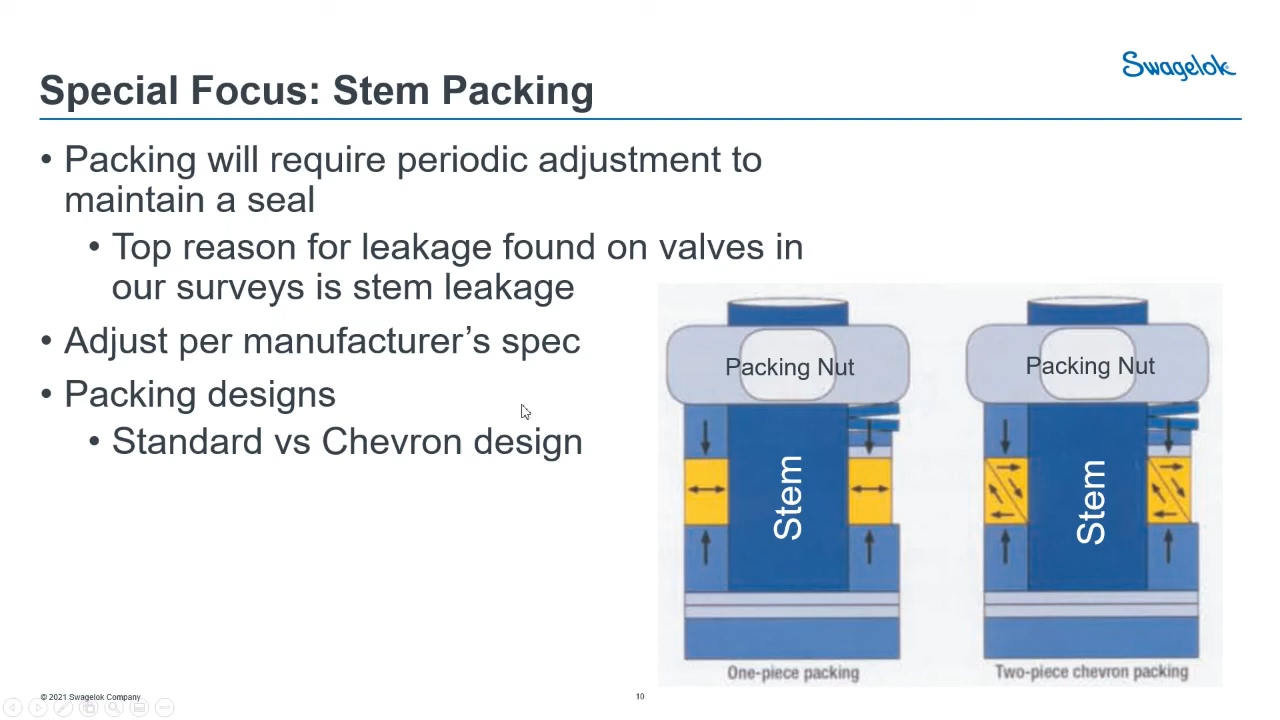 Swagelok
Special Focus: Stem Packing
• Packing will require periodic adjustment to
maintain a seal
• Top reason for leakage found on valves in
our surveys is stem leakage
• Adjust per manufacturer’s spec
• Packing designs
• Standard vs Chevron design
Packing Nut
Stem
One-piece packing
Packing Nut
Stem
Two-piece chevron packing
© 2021 Swagelok Company
10